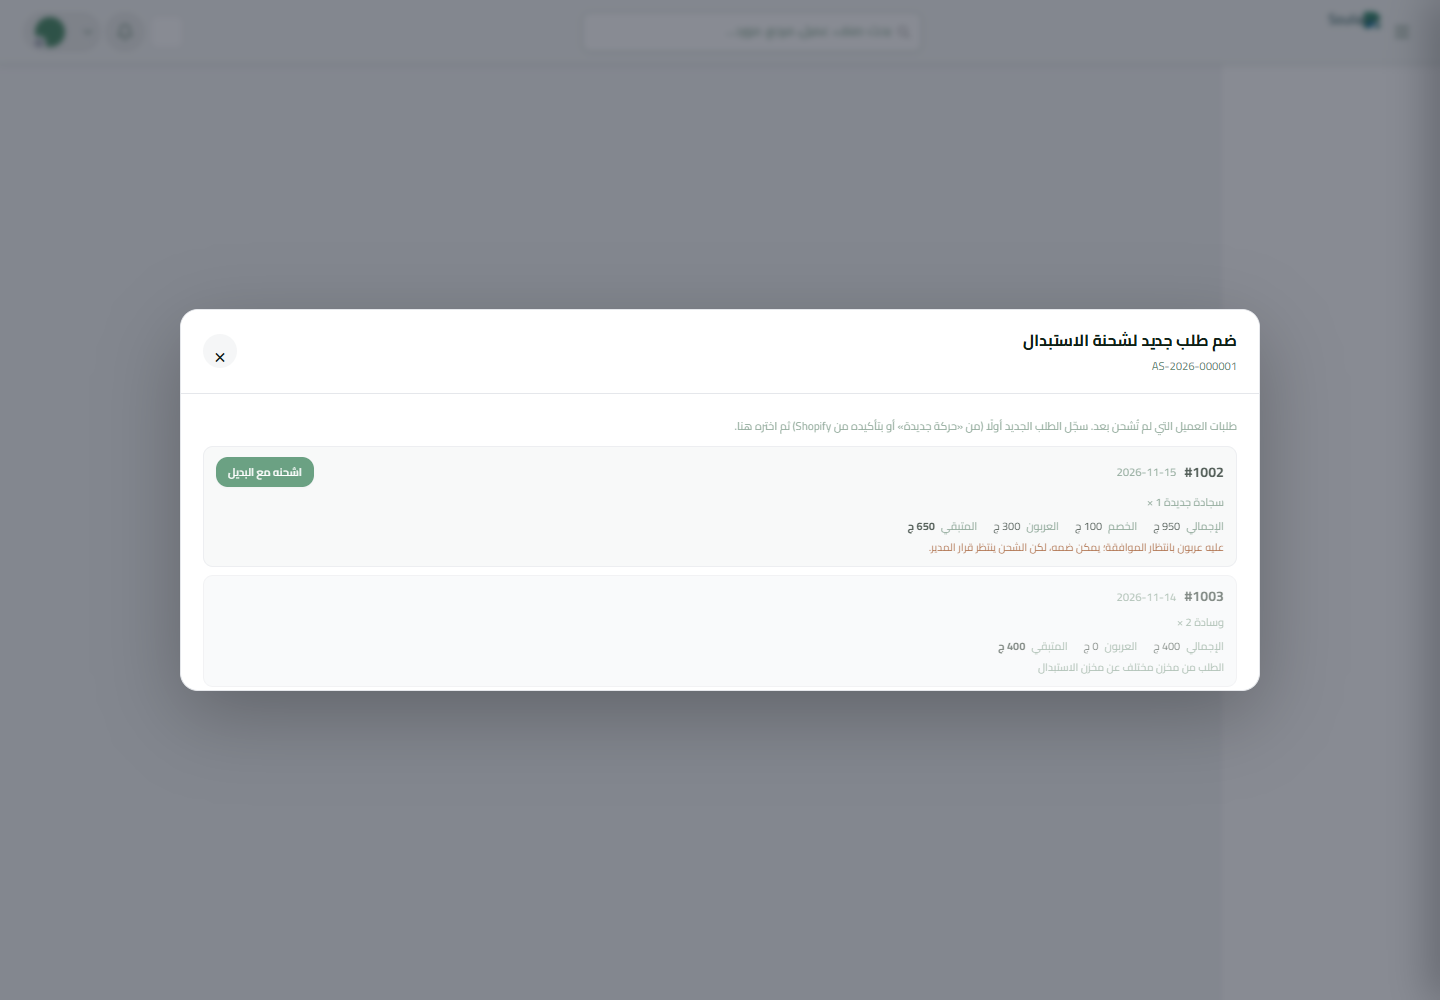 ضم طلب جديد لشحنة الاستبدال
AS-2026-000001
×
طلبات العميل التي لم تُشحن بعد. سجّل الطلب الجديد أولًا (من «حركة جديدة» أو بتأكيده من Shopify) ثم اختره هنا.
#1002 2026-11-15
اشحنه مع البديل
سجادة جديدة 1 ×
الإجمالي 950 ج الخصم 100 ج العربون 300 ج المتبقي 650 ج
عليه عربون بانتظار الموافقة؛ يمكن ضمه، لكن الشحن ينتظر قرار المدير.
#1003 2026-11-14
وسادة 2 ×
الإجمالي 400 ج العربون 0 ج المتبقي 400 ج
الطلب من مخزن مختلف عن مخزن الاستبدال